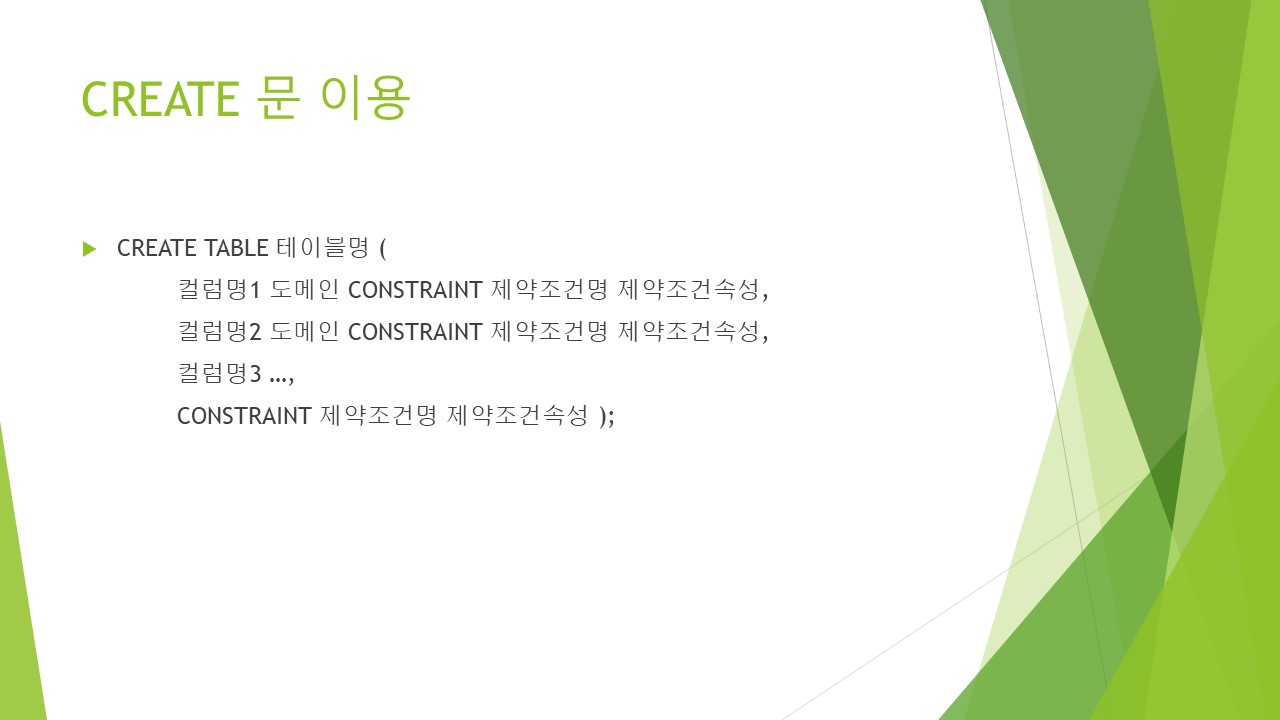 CREATE 문 이용
CREATE TABLE 테이블명 (
컬럼명1 도메인 CONSTRAINT 제약조건명 제약조건속성,
컬럼명2 도메인 CONSTRAINT 제약조건명 제약조건속성,
컬럼명3 …,
CONSTRAINT 제약조건명 제약조건속성 );